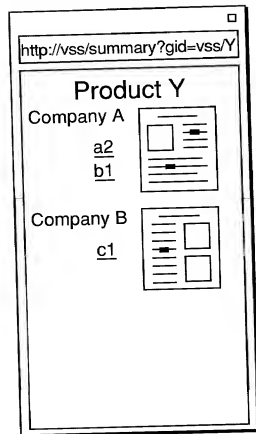 http://vss/summary?gid=vss/Y
Product Y
Company A
a2
b1
Company B
c1